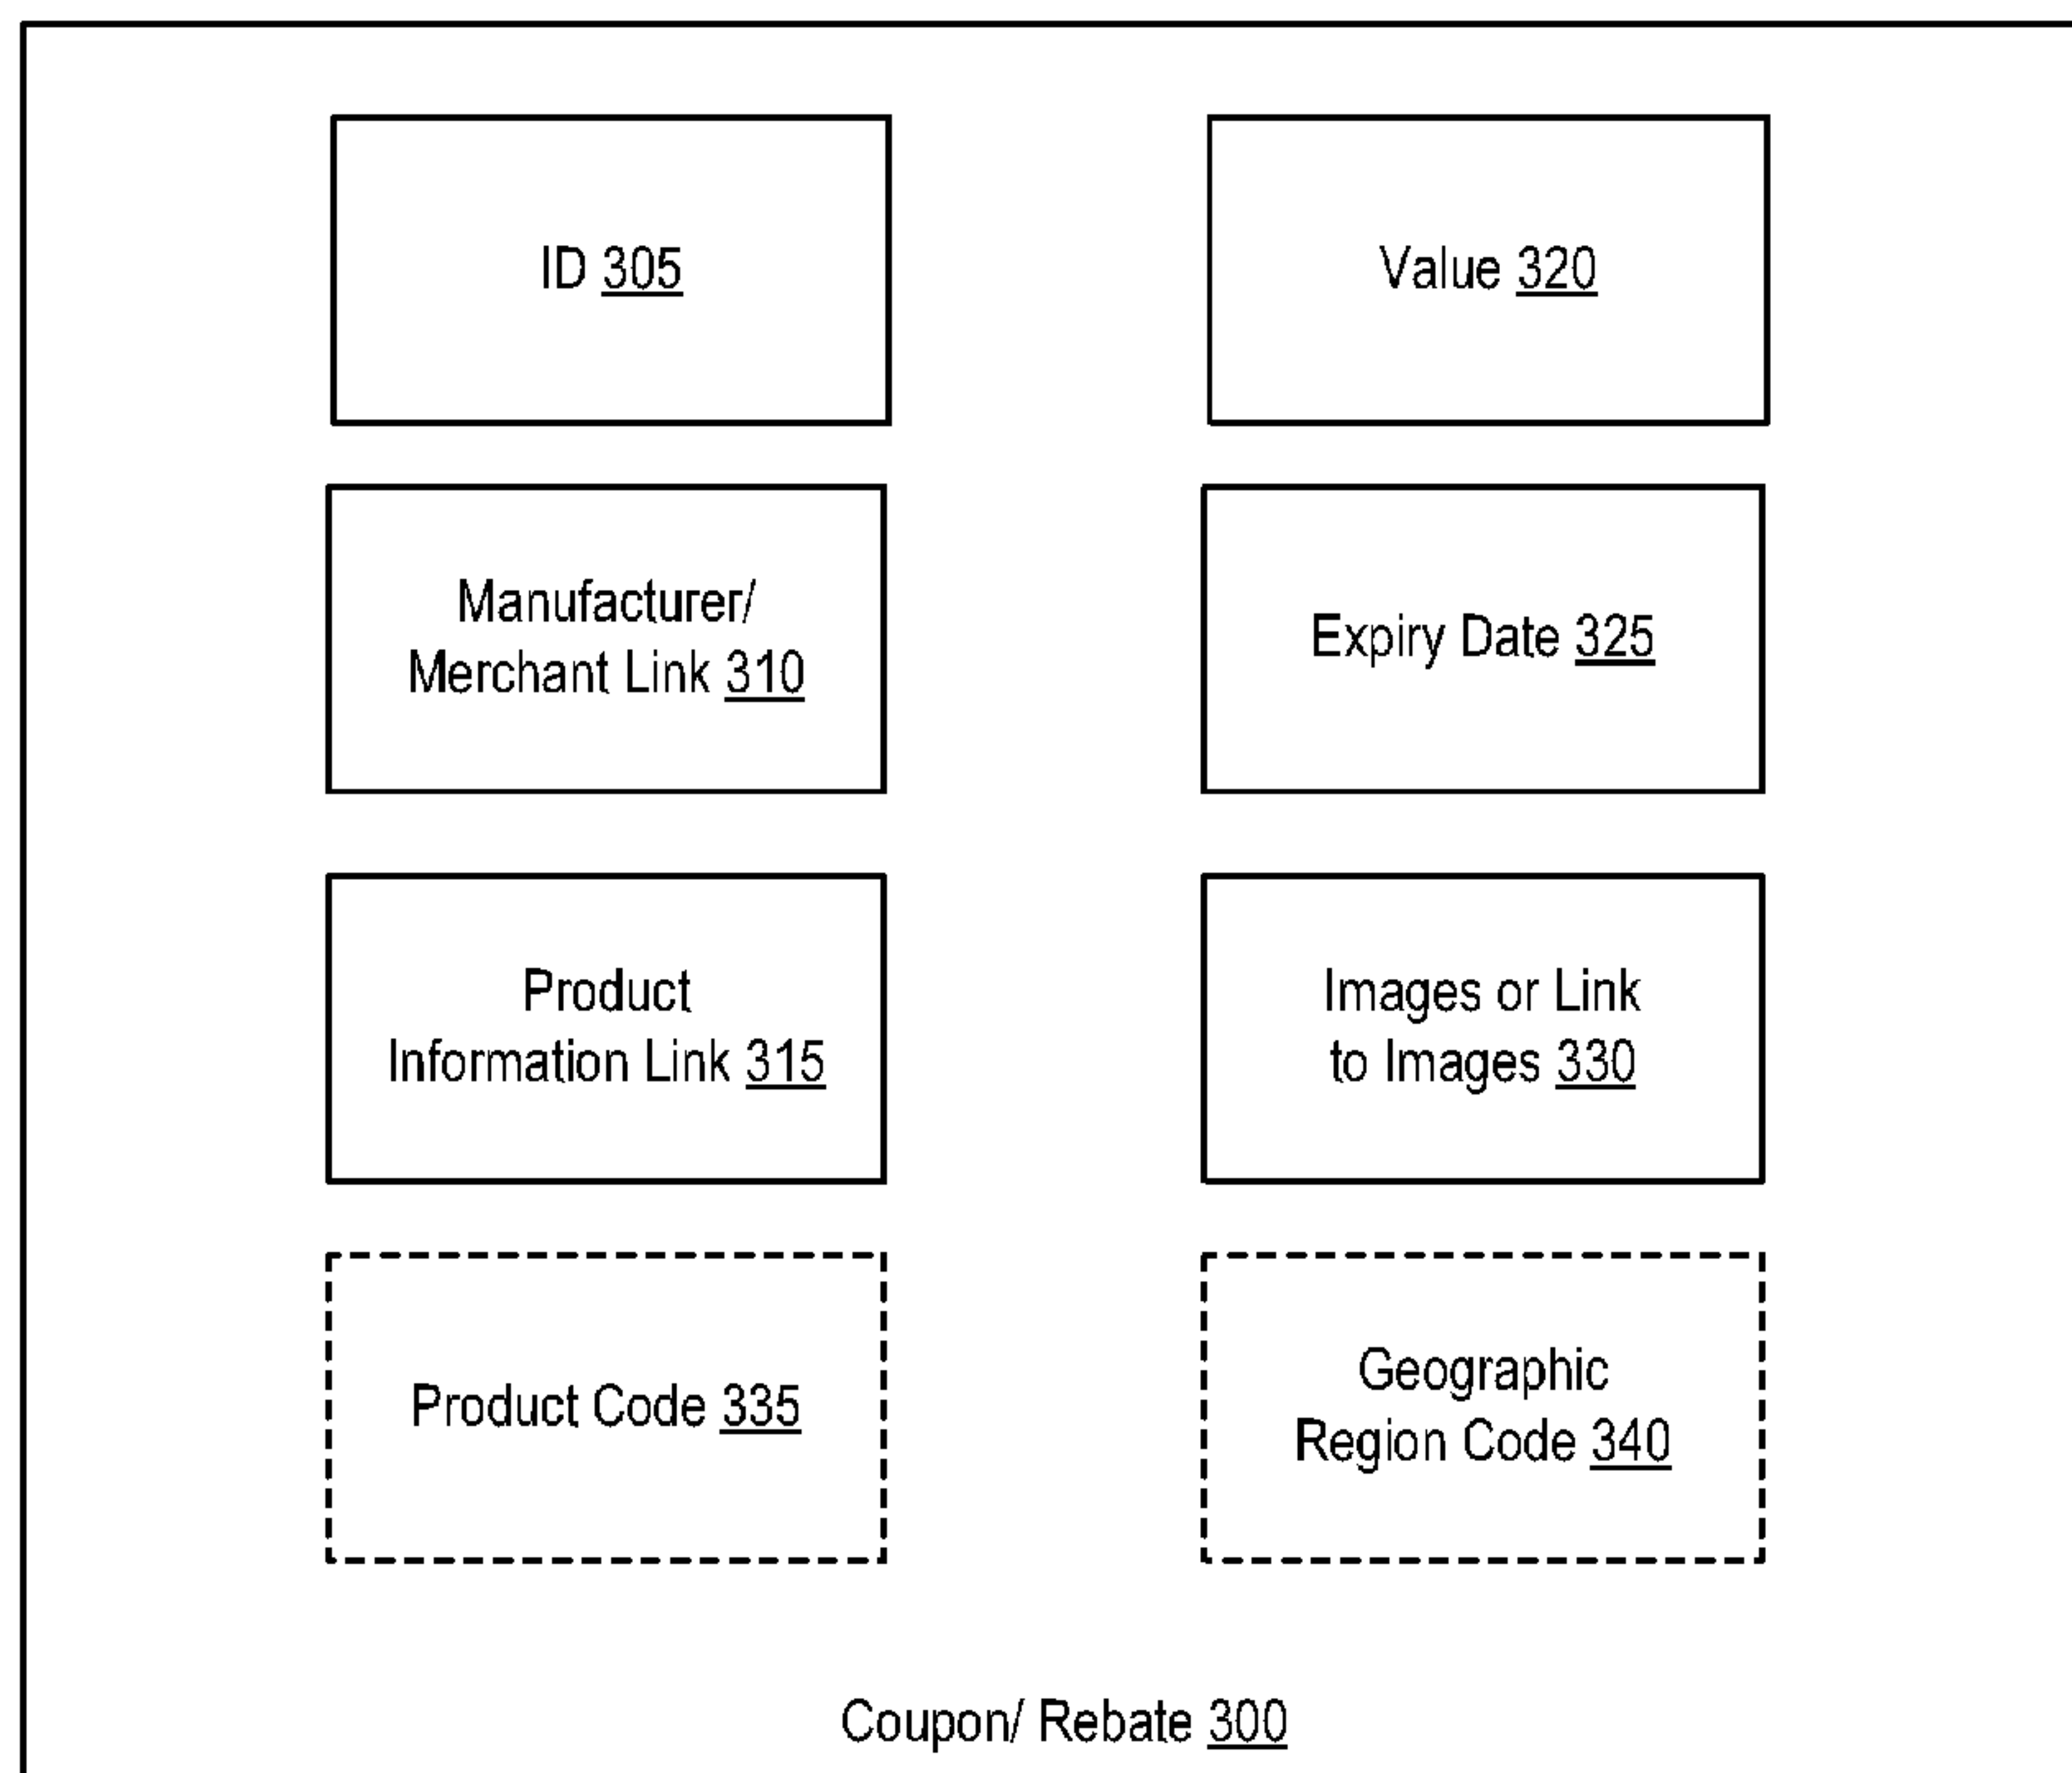 ID 305
Value 320
Manufacturer/
Merchant Link 310
Expiry Date 325
Product
Information Link 315
Images or Link
to Images 330
Product Code 335
Geographic
Region Code 340
Coupon/ Rebate 300